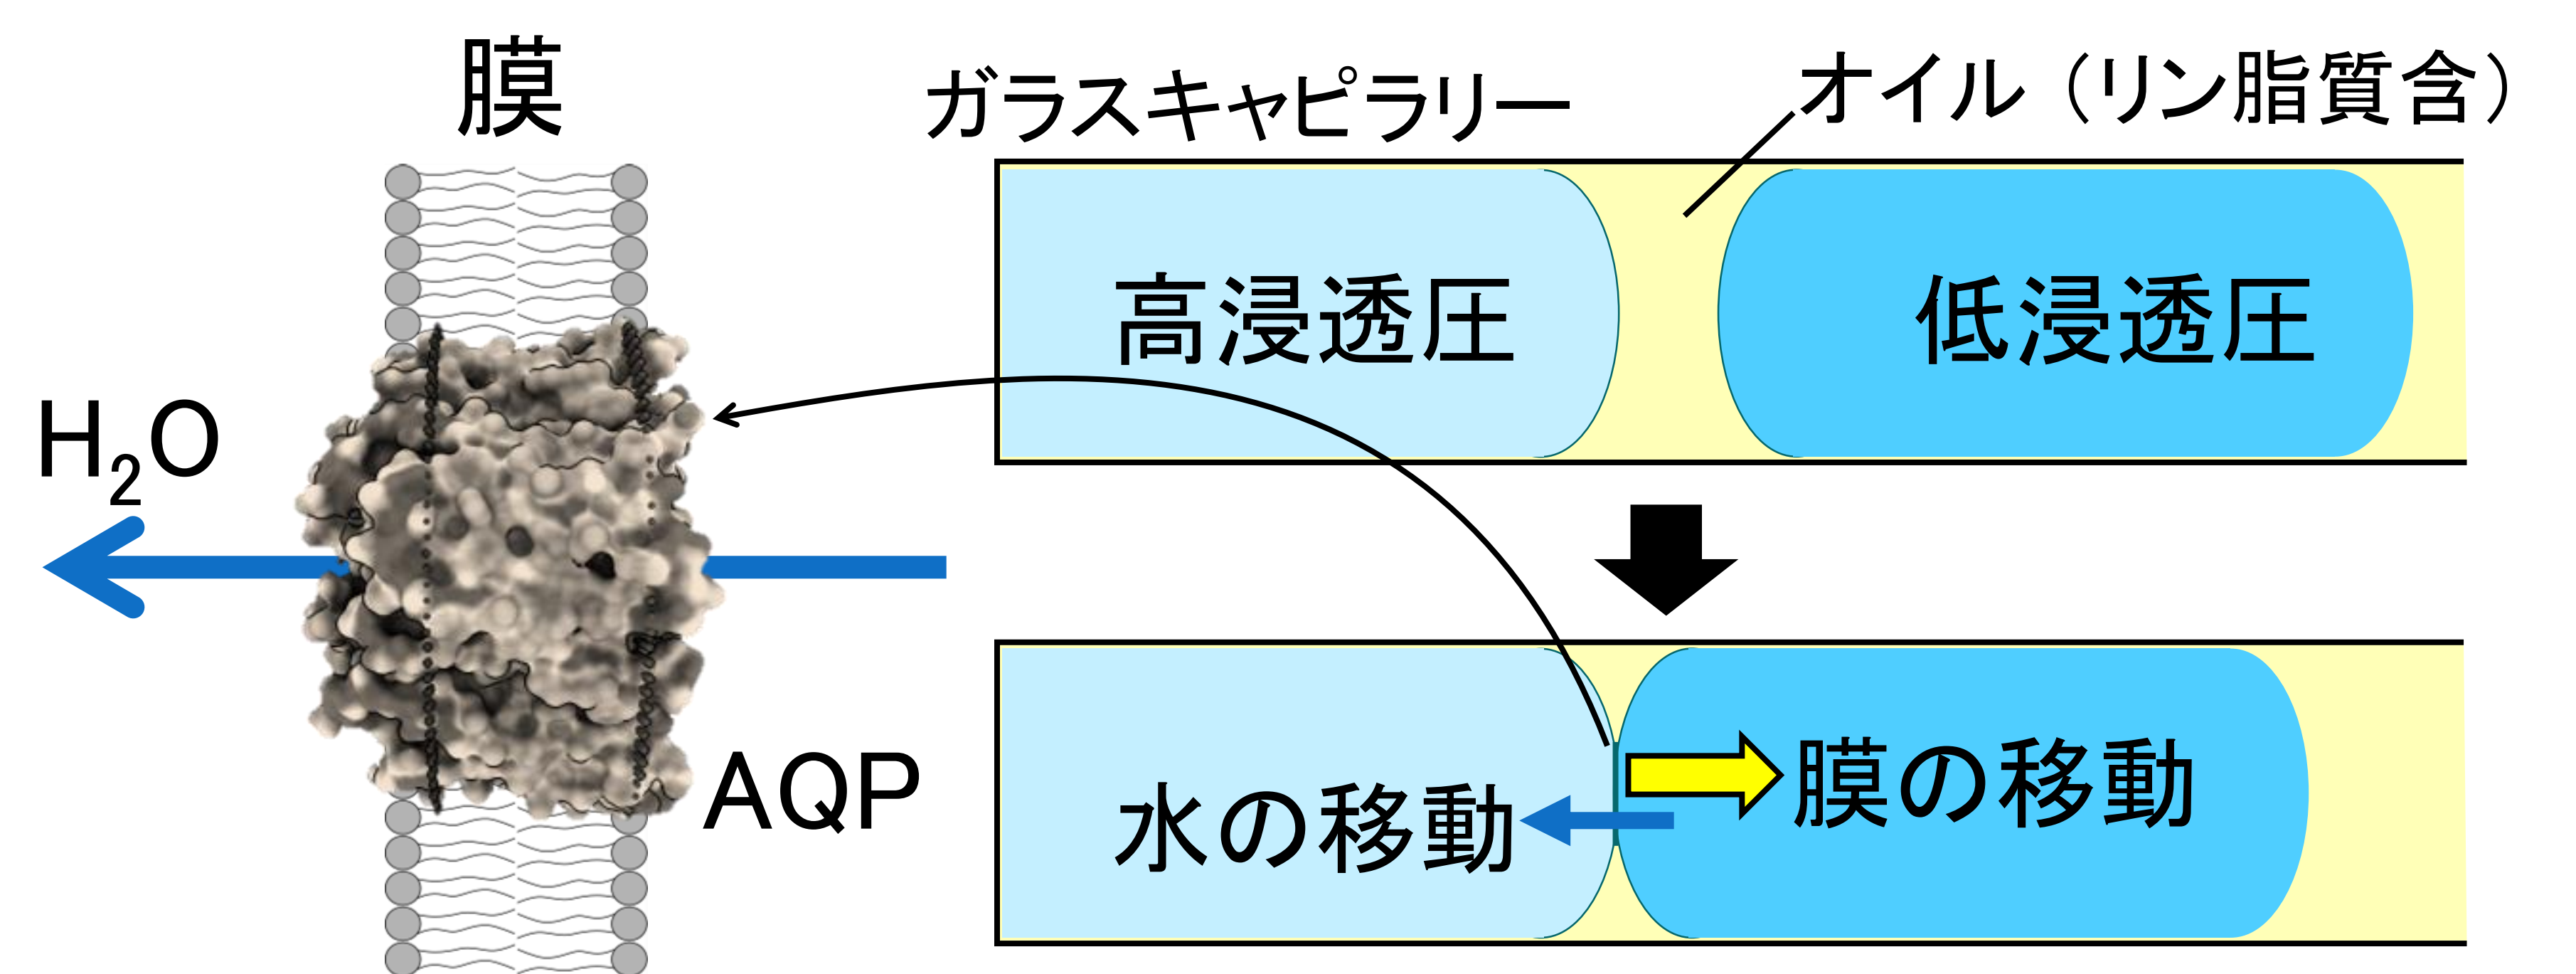 膜
ガラスキャピラリー
オイル（リン脂質含）
高浸透圧
低浸透圧
H₂O
AQP
水の移動
膜の移動